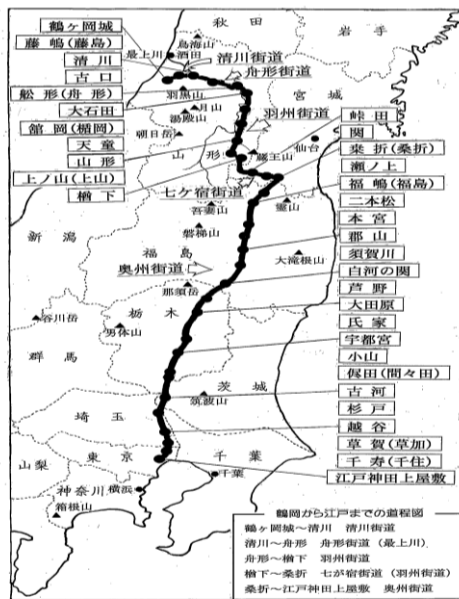 秋田
岩手
鶴ヶ岡城
藤嶋(藤島)
清川
古口
舩形(舟形)
大石田
舘岡(楯岡)
天童
山形
上ノ山(上山)
楢下
鳥海山
最上川
酒田
清川街道
舟形街道
羽黒山
月山
湯殿山
朝日岳
宮城
羽州街道
仙台
山形
蔵王山
七ケ宿街道
吾妻山
霊山
磐梯山
新潟
福島
奥州街道
大滝根山
那須岳
栃木
谷川岳
男体山
群馬
茨城
筑波山
埼玉
東京
山梨
千葉
千葉
神奈川
横浜
箱根山
峠田
関
桒折(桑折)
瀬ノ上
福嶋(福島)
二本松
本宮
郡山
須賀川
白河の関
芦野
大田原
氏家
宇都宮
小山
(間々田)
古河
杉戸
越谷
草賀(草加)
千寿(千住)
江戸神田上屋敷
鶴岡から江戸までの道程図
鶴ヶ岡城〜清川 清川街道
清川〜舟形 舟形街道(最上川)
舟形〜楢下 羽州街道
楢下〜桑折 七が宿街道(羽州街道)
桑折〜江戸神田上屋敷 奥州街道